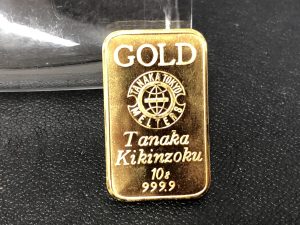 GOLD
TANAKA TOKYO
MELTERS
Tanaka
Kikinzoku
10g
999.9